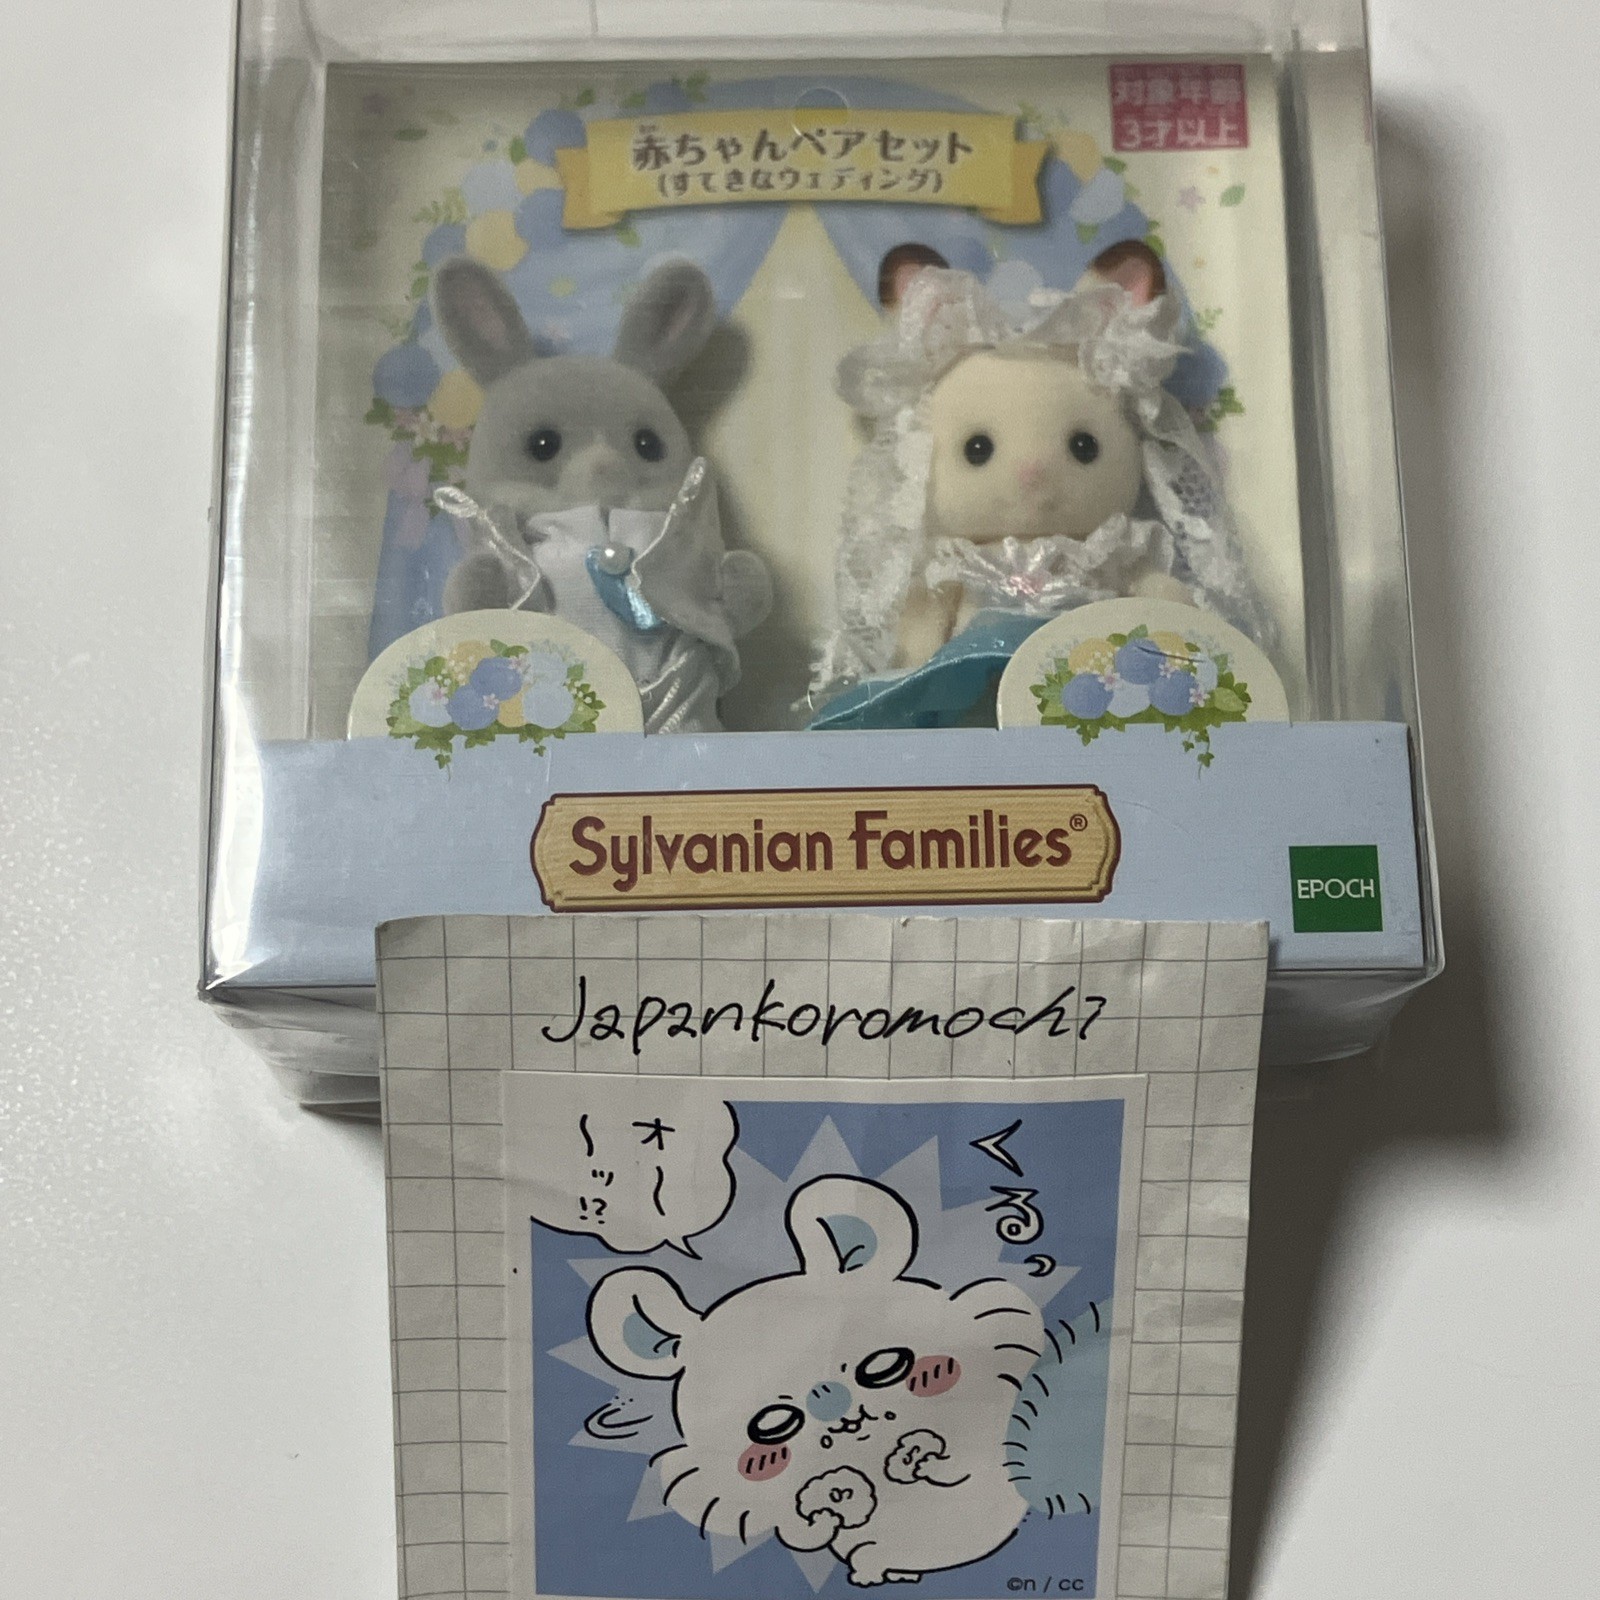 対象年齢
3才以上
赤ちゃんペアセット
(すてきなウエディング)
Sylvanian Families®
EPOCH
Japankoromochi
オ〜
〜ッ!?
くるっ
©n / cc